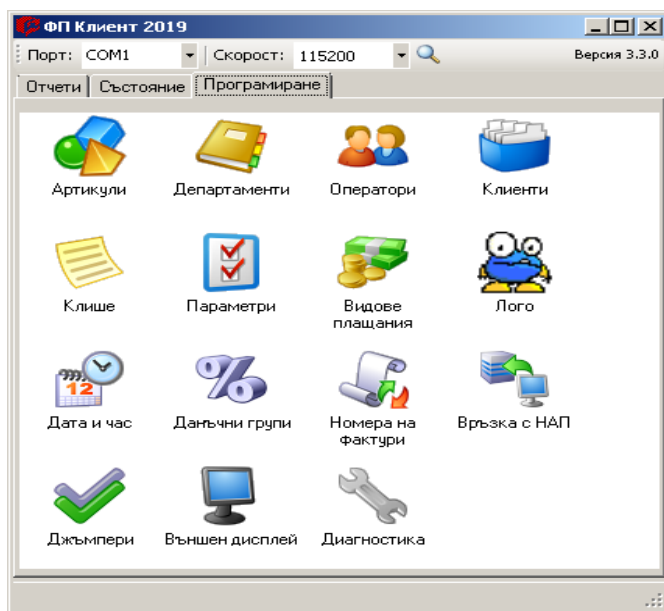 ФП Клиент 2019
Порт: COM1 Скорост: 115200 Версия 3.3.0
Отчети Състояние Програмиране
Артикули Департаменти Оператори Клиенти
Клише Параметри Видове плащания Лого
12
Дата и час Данъчни групи Номера на фактури Връзка с НАП
Джъмпери Външен дисплей Диагностика